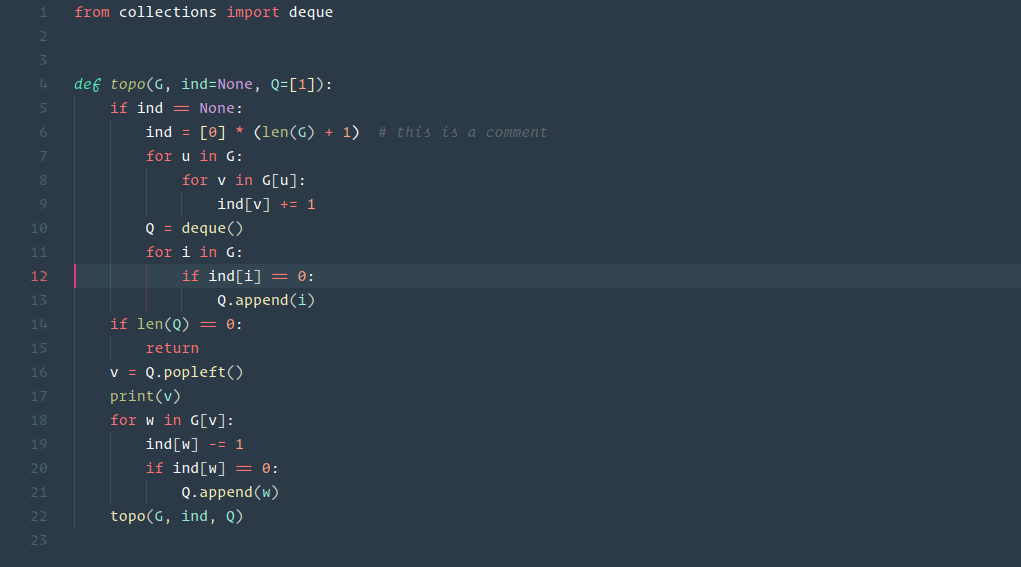 1 from collections import deque
2
3
4 def topo(G, ind=None, Q=[1]):
5 if ind == None:
6 ind = [0] * (len(G) + 1)  # this is a comment
7 for u in G:
8 for v in G[u]:
9 ind[v] += 1
10 Q = deque()
11 for i in G:
12 if ind[i] == 0:
13 Q.append(i)
14 if len(Q) == 0:
15 return
16 v = Q.popleft()
17 print(v)
18 for w in G[v]:
19 ind[w] -= 1
20 if ind[w] == 0:
21 Q.append(w)
22 topo(G, ind, Q)
23